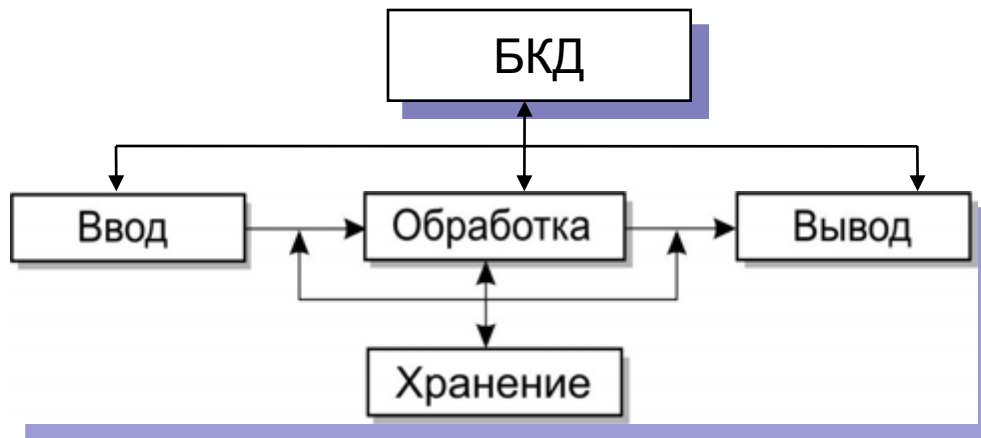 БКД
Ввод
Обработка
Вывод
Хранение